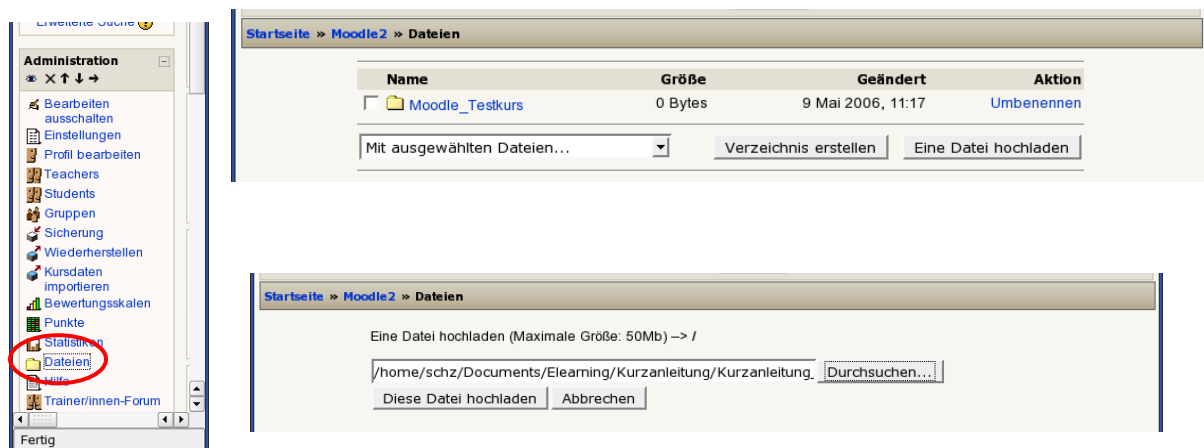 Erweiterte Suche
Administration
Bearbeiten
ausschalten
Einstellungen
Profil bearbeiten
Teachers
Students
Gruppen
Sicherung
Wiederherstellen
Kursdaten
importieren
Bewertungsskalen
Punkte
Statistiken
Dateien
Hilfe
Trainer/innen-Forum
Fertig
Startseite » Moodle2 » Dateien
Name Größe Geändert Aktion
Moodle_Testkurs 0 Bytes 9 Mai 2006, 11:17 Umbenennen
Mit ausgewählten Dateien... Verzeichnis erstellen Eine Datei hochladen
Startseite » Moodle2 » Dateien
Eine Datei hochladen (Maximale Größe: 50Mb) –> /
/home/schz/Documents/Elearning/Kurzanleitung/Kurzanleitung_ Durchsuchen...
Diese Datei hochladen Abbrechen